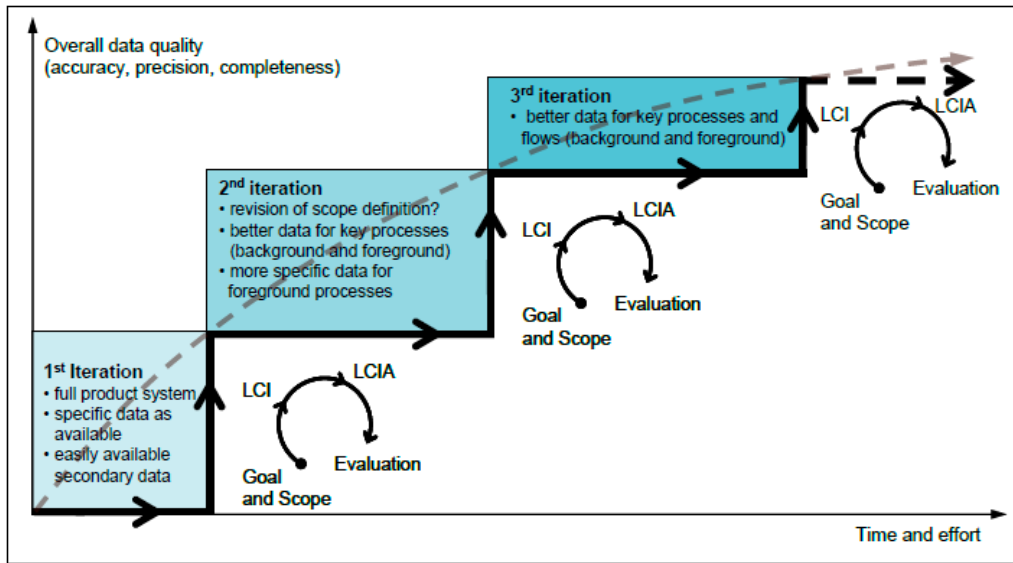 Overall data quality
(accuracy, precision, completeness)
3rd iteration
• better data for key processes and
flows (background and foreground)
LCI
LCIA
Goal
and Scope
Evaluation
2nd iteration
• revision of scope definition?
• better data for key processes
(background and foreground)
• more specific data for
foreground processes
LCI
LCIA
Goal
and Scope
Evaluation
1st Iteration
• full product system
• specific data as
available
• easily available
secondary data
LCI
LCIA
Goal
and Scope
Evaluation
Time and effort